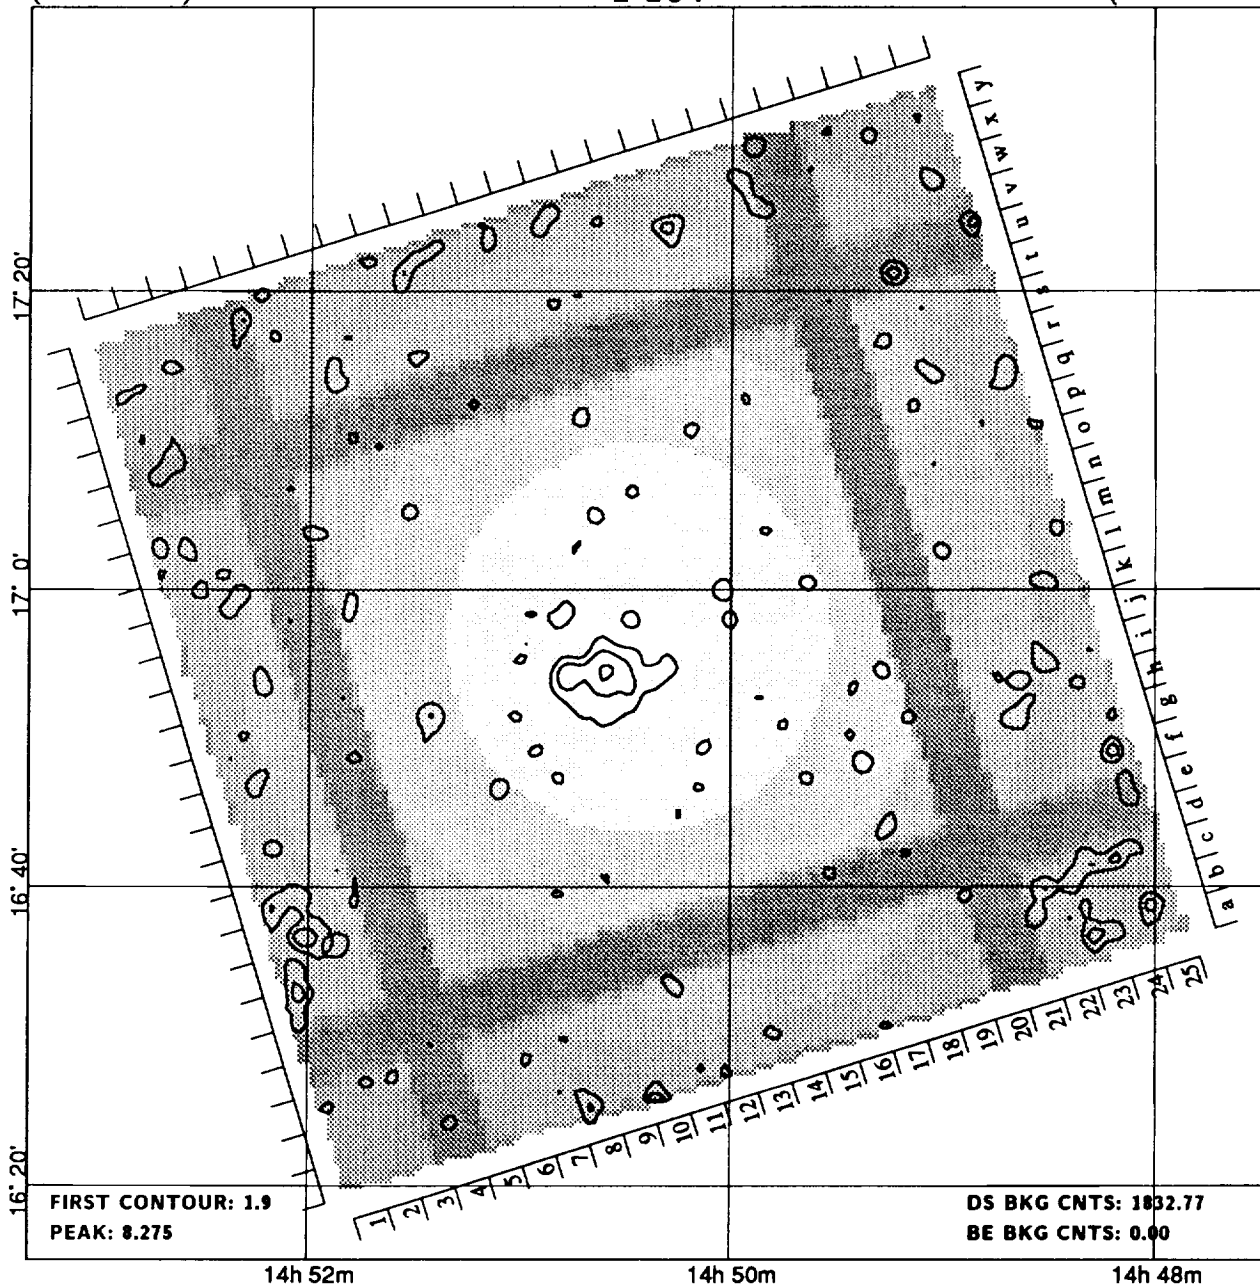 y
x
w
v
u
t
s
r
q
p
o
n
m
l
k
j
i
h
g
f
e
d
c
b
a
17° 20'
17° 0'
16° 40'
16° 20'
1 2 3 4 5 6 7 8 9 10 11 12 13 14 15 16 17 18 19 20 21 22 23 24 25
FIRST CONTOUR: 1.9
PEAK: 8.275
DS BKG CNTS: 1832.77
BE BKG CNTS: 0.00
14h 52m 14h 50m 14h 48m